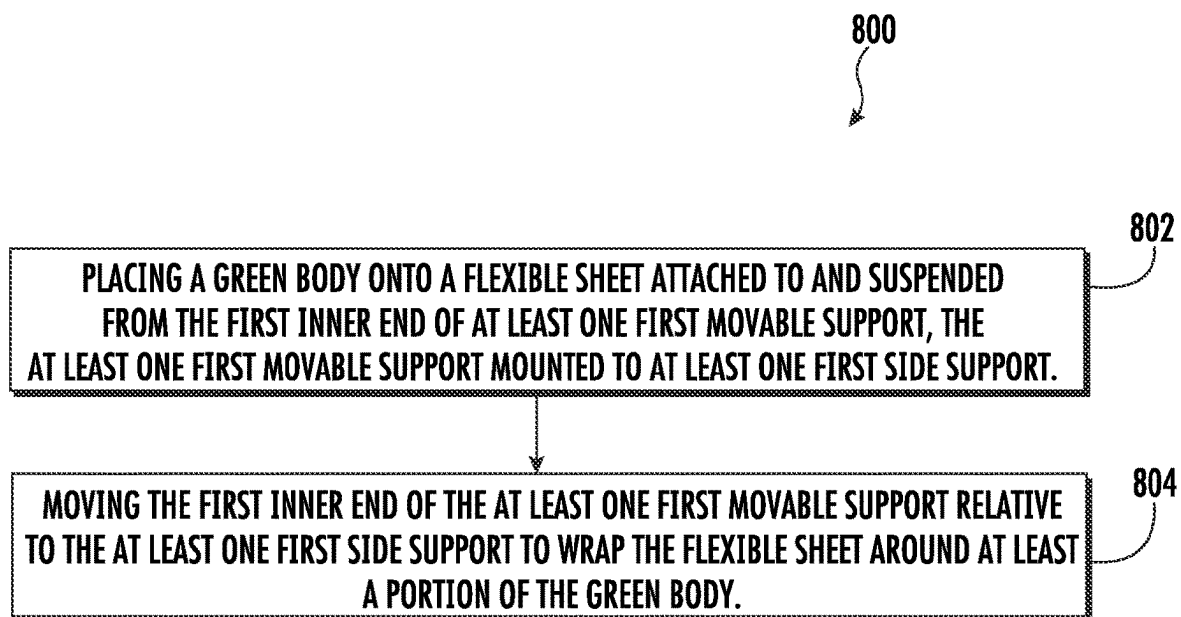 800
802
PLACING A GREEN BODY ONTO A FLEXIBLE SHEET ATTACHED TO AND SUSPENDED
FROM THE FIRST INNER END OF AT LEAST ONE FIRST MOVABLE SUPPORT, THE
AT LEAST ONE FIRST MOVABLE SUPPORT MOUNTED TO AT LEAST ONE FIRST SIDE SUPPORT.
804
MOVING THE FIRST INNER END OF THE AT LEAST ONE FIRST MOVABLE SUPPORT RELATIVE
TO THE AT LEAST ONE FIRST SIDE SUPPORT TO WRAP THE FLEXIBLE SHEET AROUND AT LEAST
A PORTION OF THE GREEN BODY.